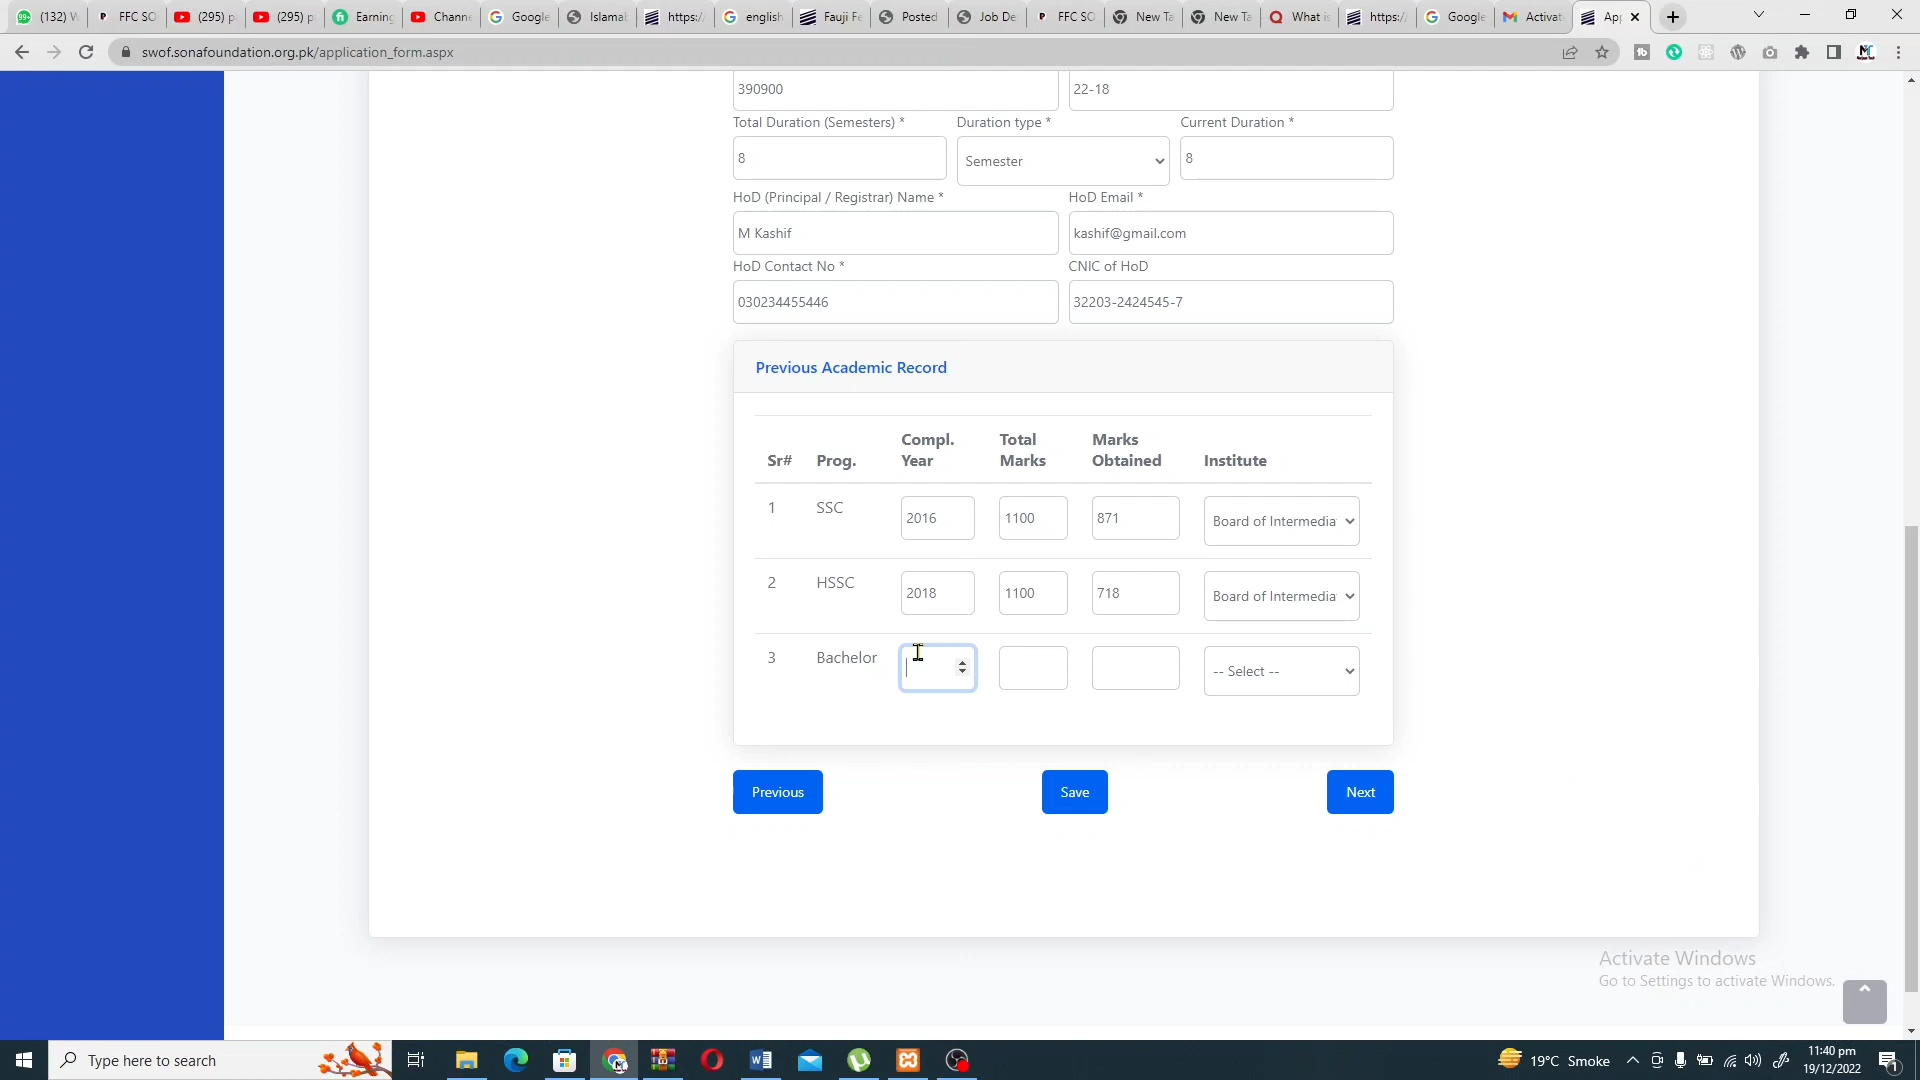 (132) W
FFC SO
(295) p
(295) p
Earning
Chann
Google
Islama
https:/
english
Fauji Fe
Posted
Job De
FFC SO
New Ta
New Ta
What is
https:/
Google
Activat
App
swof.sonafoundation.org.pk/application_form.aspx
390900
22-18
Total Duration (Semesters) *
Duration type *
Current Duration *
8
Semester
8
HoD (Principal / Registrar) Name *
HoD Email *
M Kashif
kashif@gmail.com
HoD Contact No *
CNIC of HoD
030234455446
32203-2424545-7
Previous Academic Record
Sr#
Prog.
Compl. Year
Total Marks
Marks Obtained
Institute
1
SSC
2016
1100
871
Board of Intermedia
2
HSSC
2018
1100
718
Board of Intermedia
3
Bachelor
-- Select --
Previous
Save
Next
Activate Windows
Go to Settings to activate Windows.
Type here to search
19°C Smoke
11:40 pm
19/12/2022